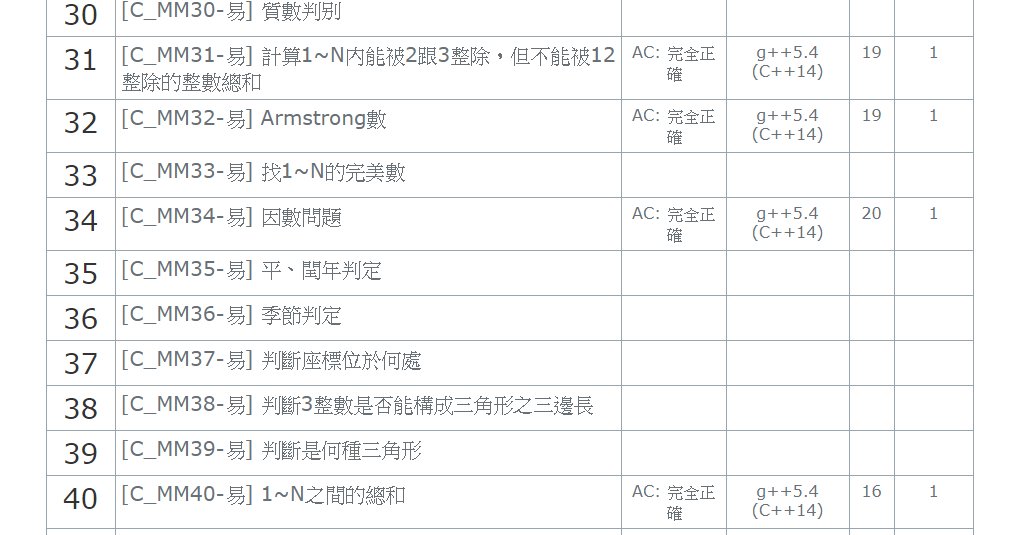 30 [C_MM30-易] 質數判別
31 [C_MM31-易] 計算1~N內能被2跟3整除，但不能被12 AC: 完全正 g++5.4 19 1
整除的整數總和 確 (C++14)
32 [C_MM32-易] Armstrong數 AC: 完全正 g++5.4 19 1
確 (C++14)
33 [C_MM33-易] 找1~N的完美數
34 [C_MM34-易] 因數問題 AC: 完全正 g++5.4 20 1
確 (C++14)
35 [C_MM35-易] 平、閏年判定
36 [C_MM36-易] 季節判定
37 [C_MM37-易] 判斷座標位於何處
38 [C_MM38-易] 判斷3整數是否能構成三角形之三邊長
39 [C_MM39-易] 判斷是何種三角形
40 [C_MM40-易] 1~N之間的總和 AC: 完全正 g++5.4 16 1
確 (C++14)